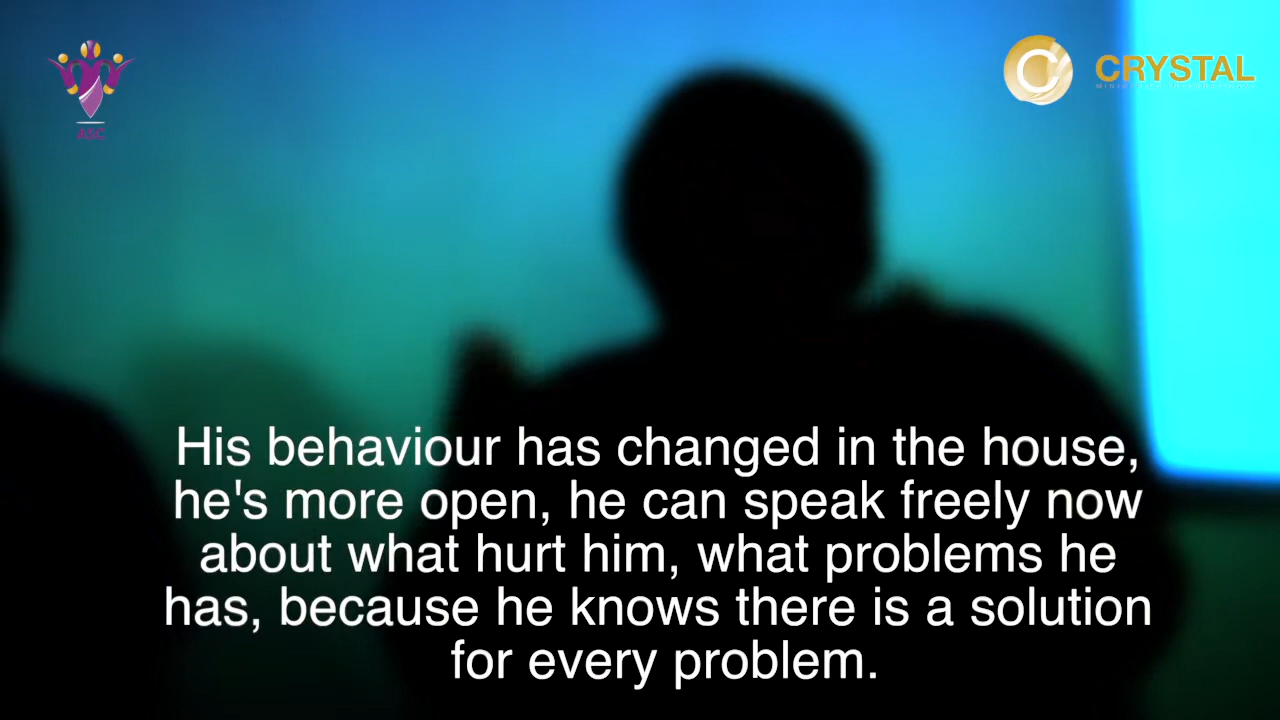 ASC
CRYSTAL
His behaviour has changed in the house,
he's more open, he can speak freely now
about what hurt him, what problems he
has, because he knows there is a solution
for every problem.